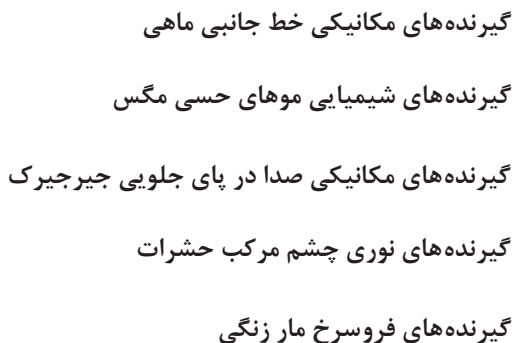 گیرنده‌های مکانیکی خط جانبی ماهی
گیرنده‌های شیمیایی موهای حسی مگس
گیرنده‌های مکانیکی صدا در پای جلویی جیرجیرک
گیرنده‌های نوری چشم مرکب حشرات
گیرنده‌های فروسرخ مار زنگی